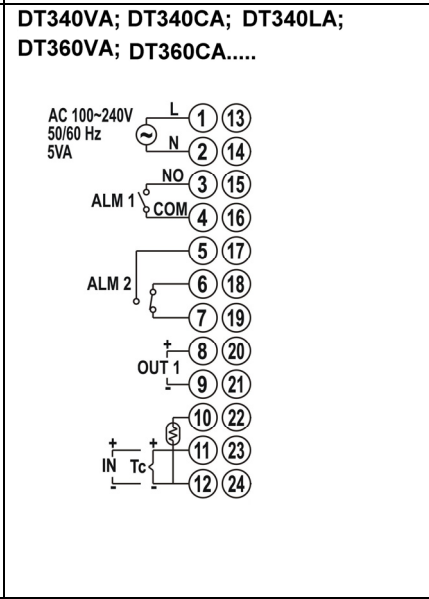 DT340VA; DT340CA; DT340LA;
DT360VA; DT360CA.....
AC 100~240V
50/60 Hz
5VA
L 1 13
~
N 2 14
NO 3 15
ALM 1
COM 4 16
5 17
ALM 2
6 18
7 19
+ 8 20
OUT 1
- 9 21
10 22
+ + 11 23
IN Tc
- - 12 24